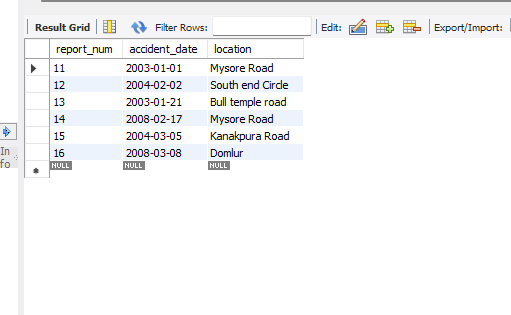 Result Grid Filter Rows: Edit: Export/Import:
report_num accident_date location
11 2003-01-01 Mysore Road
12 2004-02-02 South end Circle
13 2003-01-21 Bull temple road
14 2008-02-17 Mysore Road
15 2004-03-05 Kanakpura Road
16 2008-03-08 Domlur
NULL NULL NULL
In
fo